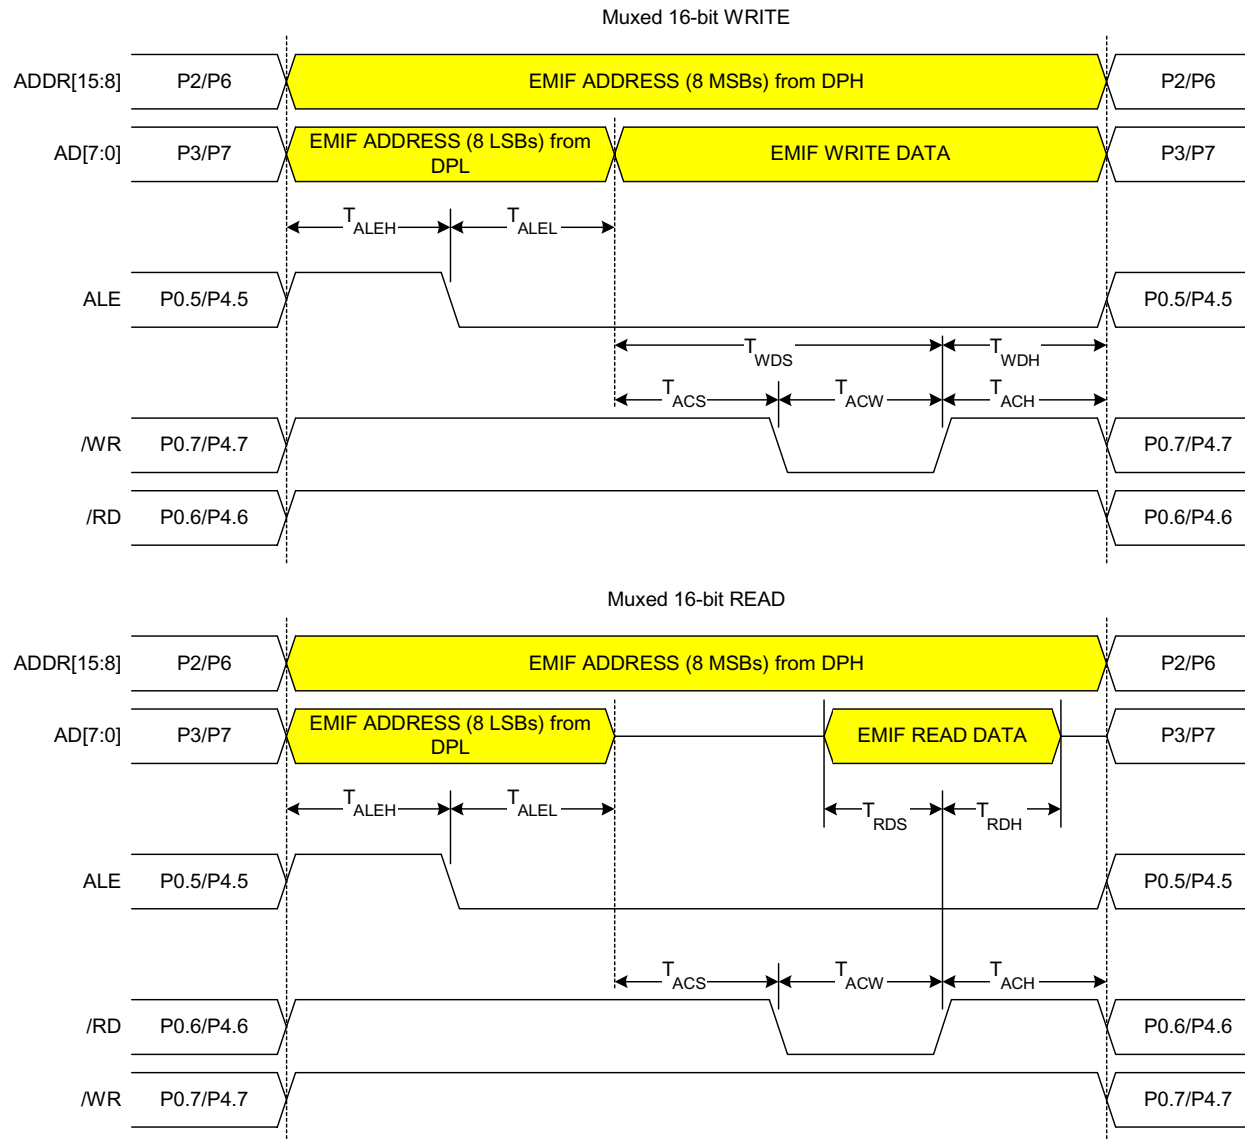 Muxed 16-bit WRITE
ADDR[15:8] P2/P6 EMIF ADDRESS (8 MSBs) from DPH P2/P6
AD[7:0] P3/P7 EMIF ADDRESS (8 LSBs) from DPL EMIF WRITE DATA P3/P7
TALEH TALEL
ALE P0.5/P4.5 P0.5/P4.5
TWDS TWDH
TACS TACW TACH
/WR P0.7/P4.7 P0.7/P4.7
/RD P0.6/P4.6 P0.6/P4.6
Muxed 16-bit READ
ADDR[15:8] P2/P6 EMIF ADDRESS (8 MSBs) from DPH P2/P6
AD[7:0] P3/P7 EMIF ADDRESS (8 LSBs) from DPL EMIF READ DATA P3/P7
TALEH TALEL TRDS TRDH
ALE P0.5/P4.5 P0.5/P4.5
TACS TACW TACH
/RD P0.6/P4.6 P0.6/P4.6
/WR P0.7/P4.7 P0.7/P4.7